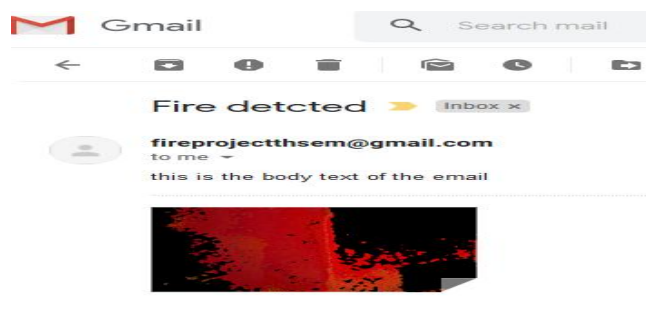 Gmail
Search mail
Fire detcted
Inbox ×
fireprojectthsem@gmail.com
to me
this is the body text of the email